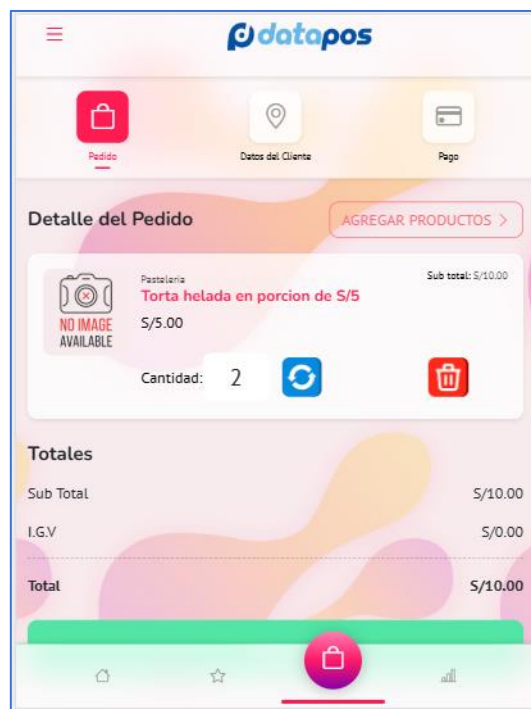 datapos
Pedido
Datos del Cliente
Pago
Detalle del Pedido
AGREGAR PRODUCTOS >
Pasteleria
Sub total: S/10.00
Torta helada en porcion de S/5
S/5.00
NO IMAGE
AVAILABLE
Cantidad: 2
Totales
Sub Total S/10.00
I.G.V S/0.00
Total S/10.00